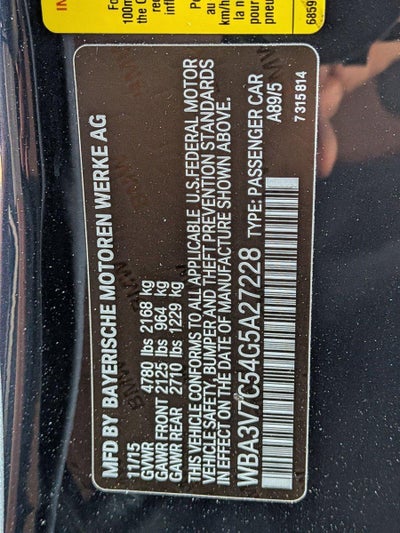 MFD BY BAYERISCHE MOTOREN WERKE AG
11/15
GVWR 4780 lbs 2168 kg
GAWR FRONT 2125 lbs 964 kg
GAWR REAR 2710 lbs 1229 kg
THIS VEHICLE CONFORMS TO ALL APPLICABLE U.S.FEDERAL MOTOR
VEHICLE SAFETY, BUMPER AND THEFT PREVENTION STANDARDS
IN EFFECT ON THE DATE OF MANUFACTURE SHOWN ABOVE.
WBA3V7C54G5A27228 TYPE: PASSENGER CAR
A89/5
7 315 814